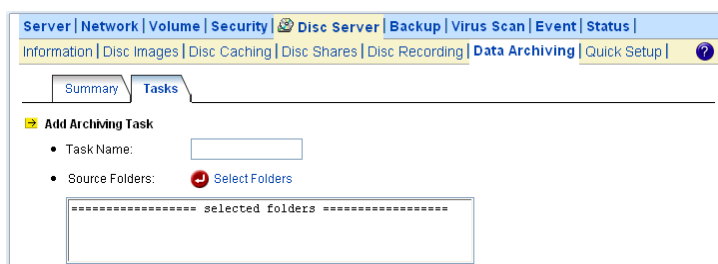 Server | Network | Volume | Security | Disc Server | Backup | Virus Scan | Event | Status |
Information | Disc Images | Disc Caching | Disc Shares | Disc Recording | Data Archiving | Quick Setup | ?
Summary Tasks
Add Archiving Task
• Task Name:
• Source Folders: Select Folders
================== selected folders ==================